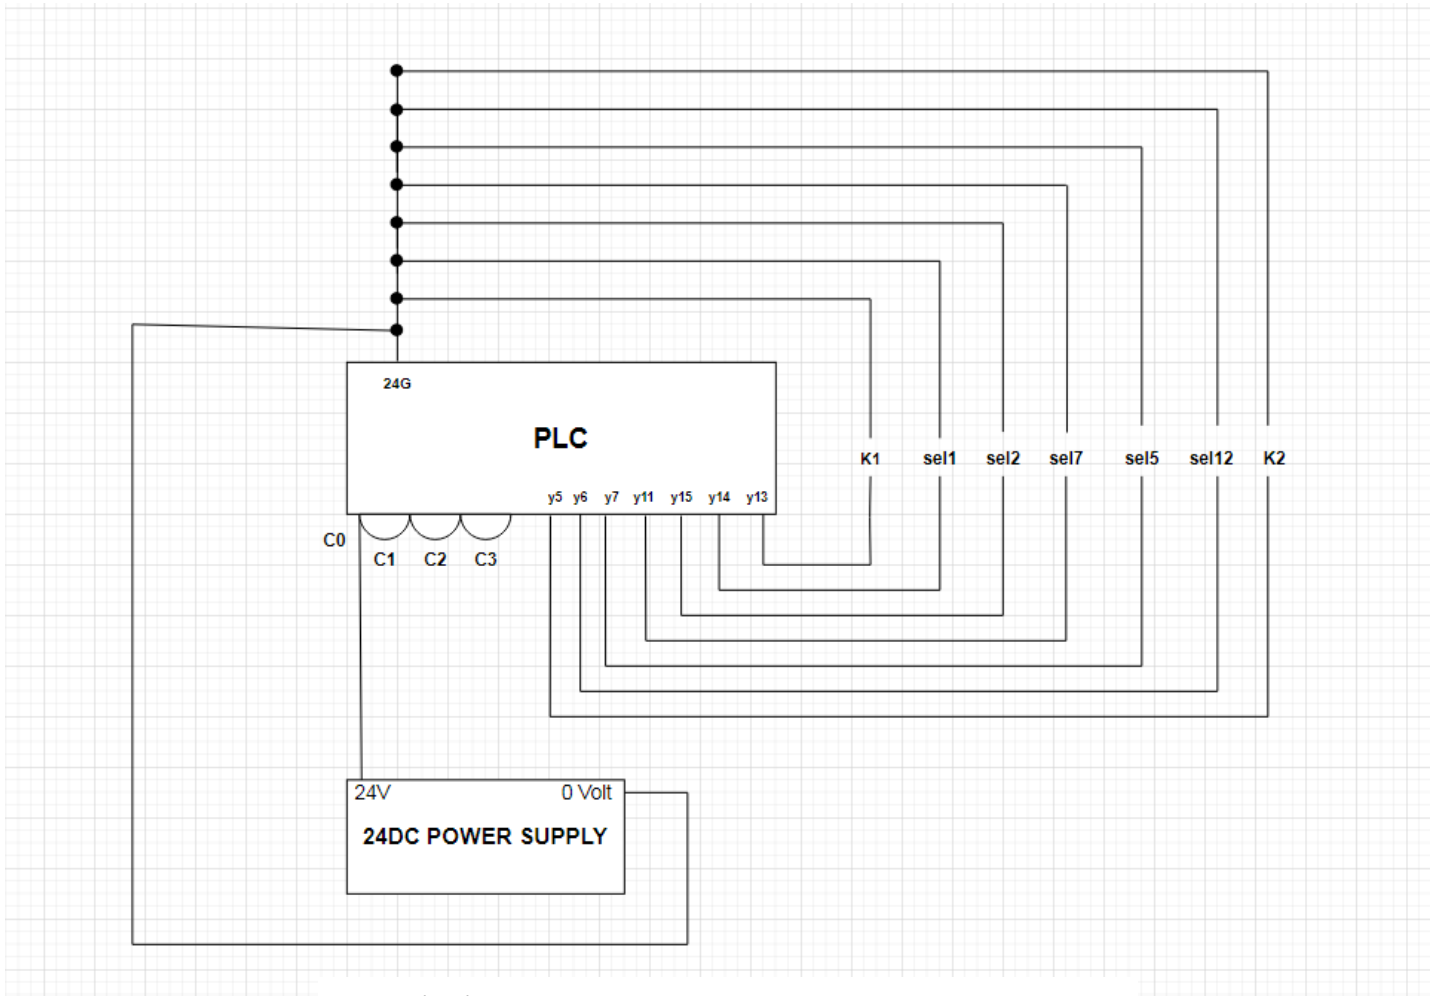 24G
PLC
K1 sel1 sel2 sel7 sel5 sel12 K2
y5 y6 y7 y11 y15 y14 y13
C0
C1 C2 C3
24V 0 Volt
24DC POWER SUPPLY